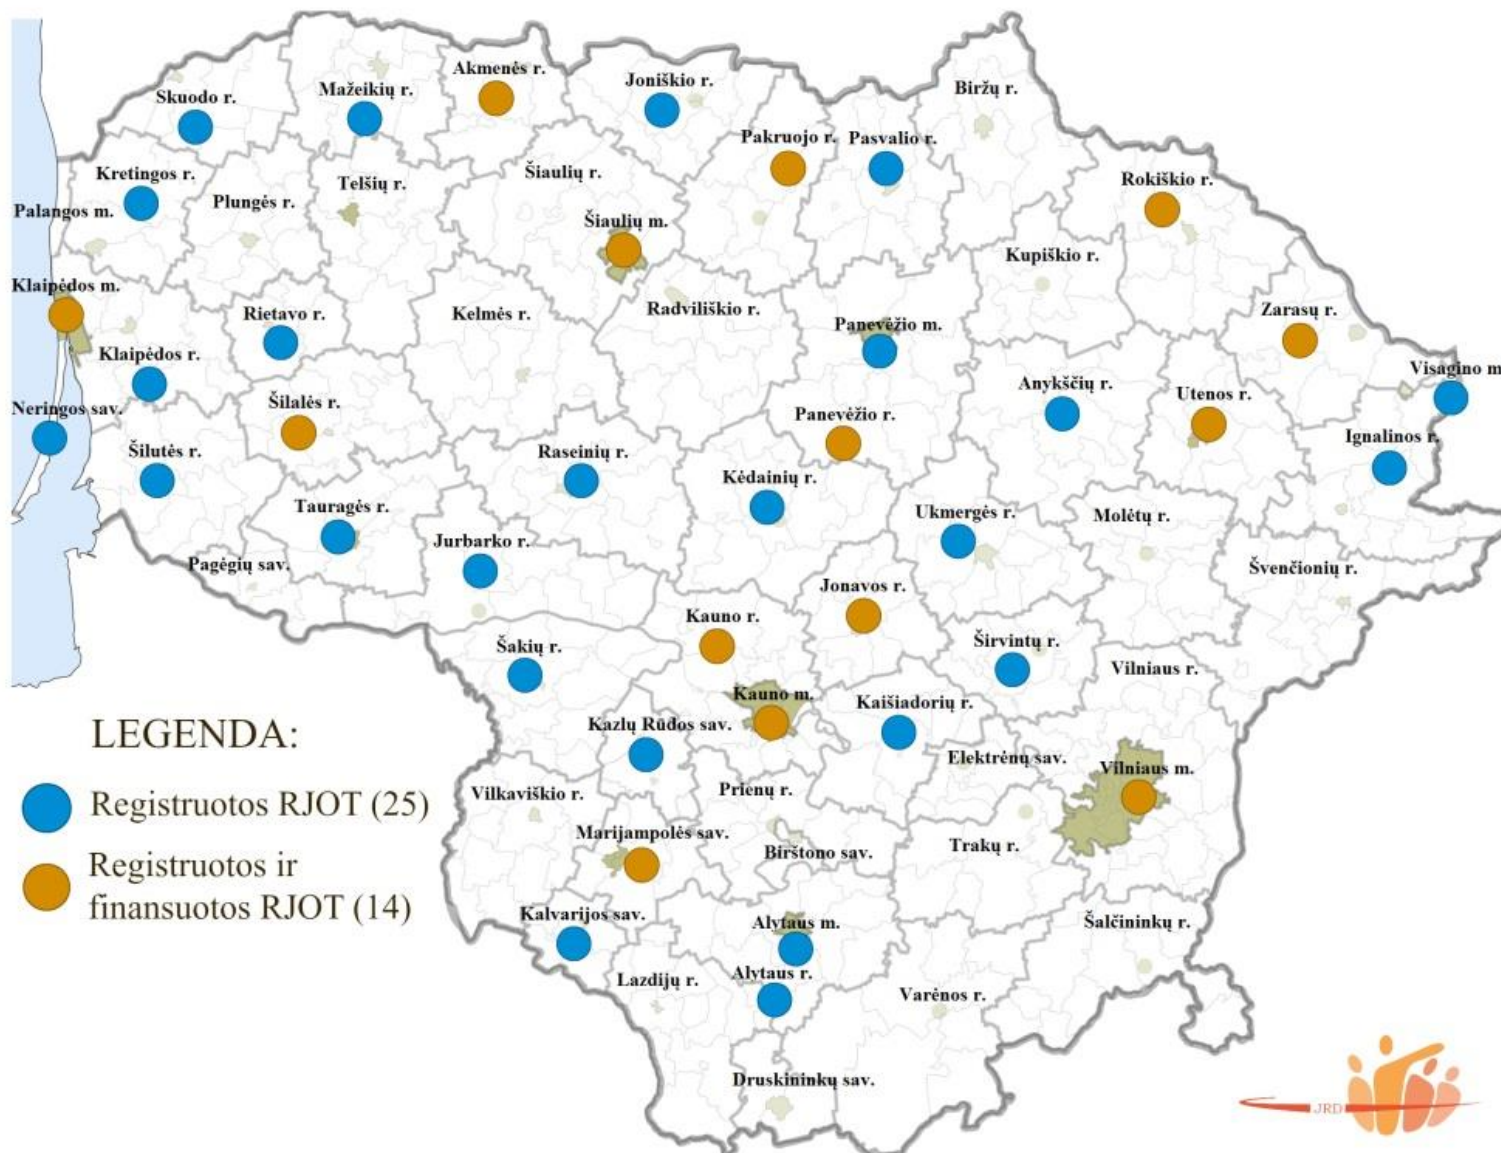 Akmenės r.
Joniškio r.
Mažeikių r.
Biržų r.
Skuodo r.
Pakruojo r.
Pasvalio r.
Kretingos r.
Šiaulių r.
Telšių r.
Rokiškio r.
Plungės r.
Palangos m.
Šiaulių m.
Kupiškio r.
Klaipėdos m.
Rietavo r.
Kelmės r.
Radviliškio r.
Zarasų r.
Panevėžio m.
Klaipėdos r.
Visagino m
Anykščių r.
Utenos r.
Neringos sav.
Šilalės r.
Panevėžio r.
Ignalinos r.
Šilutės r.
Raseinių r.
Kėdainių r.
Tauragės r.
Ukmergės r.
Molėtų r.
Jurbarko r.
Pagėgių sav.
Švenčionių r.
Jonavos r.
Kauno r.
Šakių r.
Širvintų r.
Vilniaus r.
Kauno m.
Kaišiadorių r.
Kazlų Rūdos sav.
Elektrėnų sav.
Vilniaus m.
Vilkaviškio r.
Prienų r.
Marijampolės sav.
Birštono sav.
Trakų r.
Kalvarijos sav.
Alytaus m.
Šalčininkų r.
Lazdijų r.
Alytaus r.
Varėnos r.
Druskininkų sav.
LEGENDA:
Registruotos RJOT (25)
Registruotos ir
finansuotos RJOT (14)
JRD